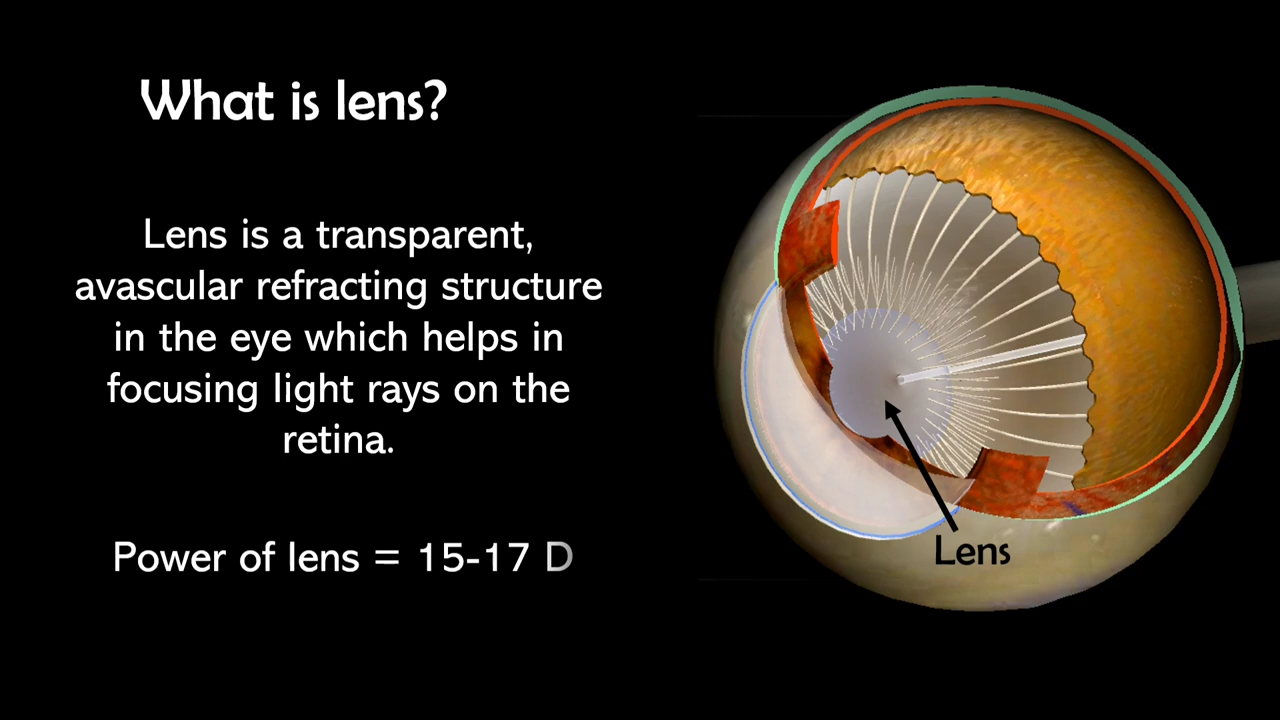 What is lens?
Lens is a transparent,
avascular refracting structure
in the eye which helps in
focusing light rays on the
retina.
Power of lens = 15-17 D
Lens